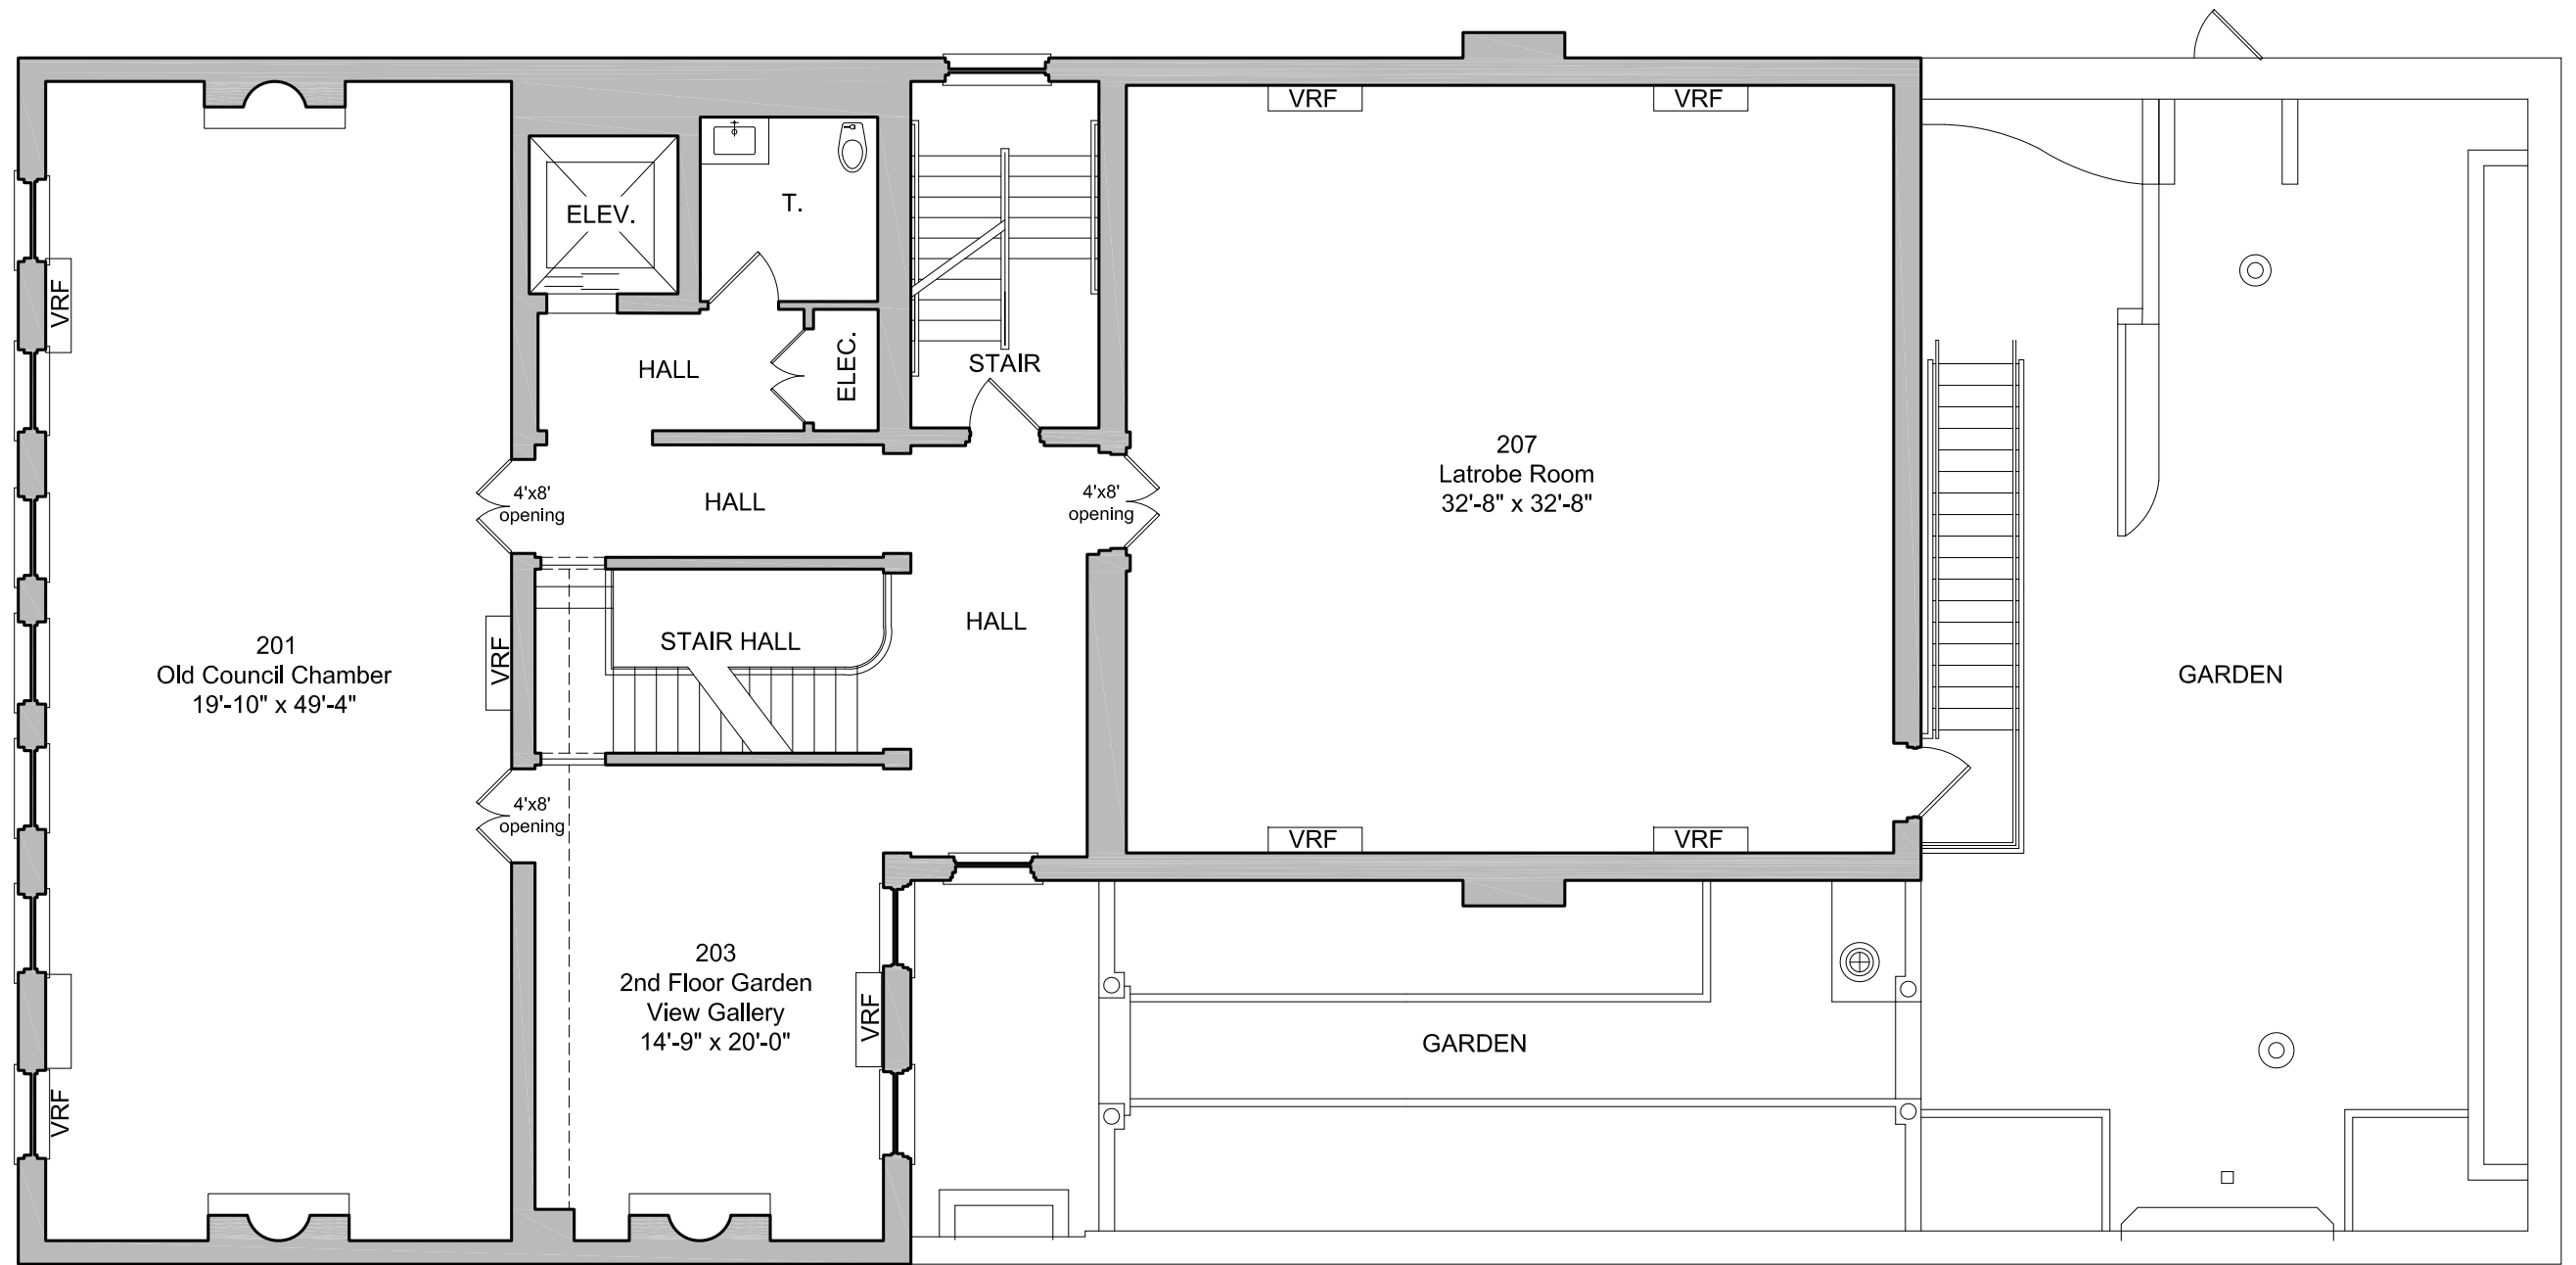 VRF
VRF
ELEV.
T.
VRF
HALL
ELEC.
STAIR
4'x8'
opening
HALL
4'x8'
opening
207
Latrobe Room
32'-8" x 32'-8"
201
Old Council Chamber
19'-10" x 49'-4"
VRF
STAIR HALL
HALL
GARDEN
4'x8'
opening
VRF
VRF
203
2nd Floor Garden
View Gallery
14'-9" x 20'-0"
VRF
GARDEN
VRF